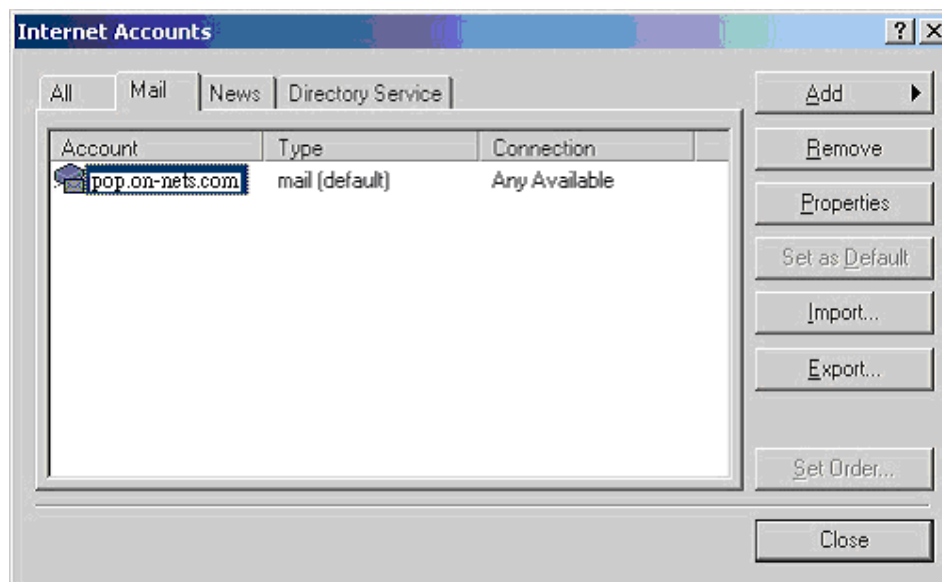 Internet Accounts
All Mail News Directory Service
Add
Account Type Connection
Remove
pop.on-nets.com mail (default) Any Available
Properties
Set as Default
Import...
Export...
Set Order...
Close